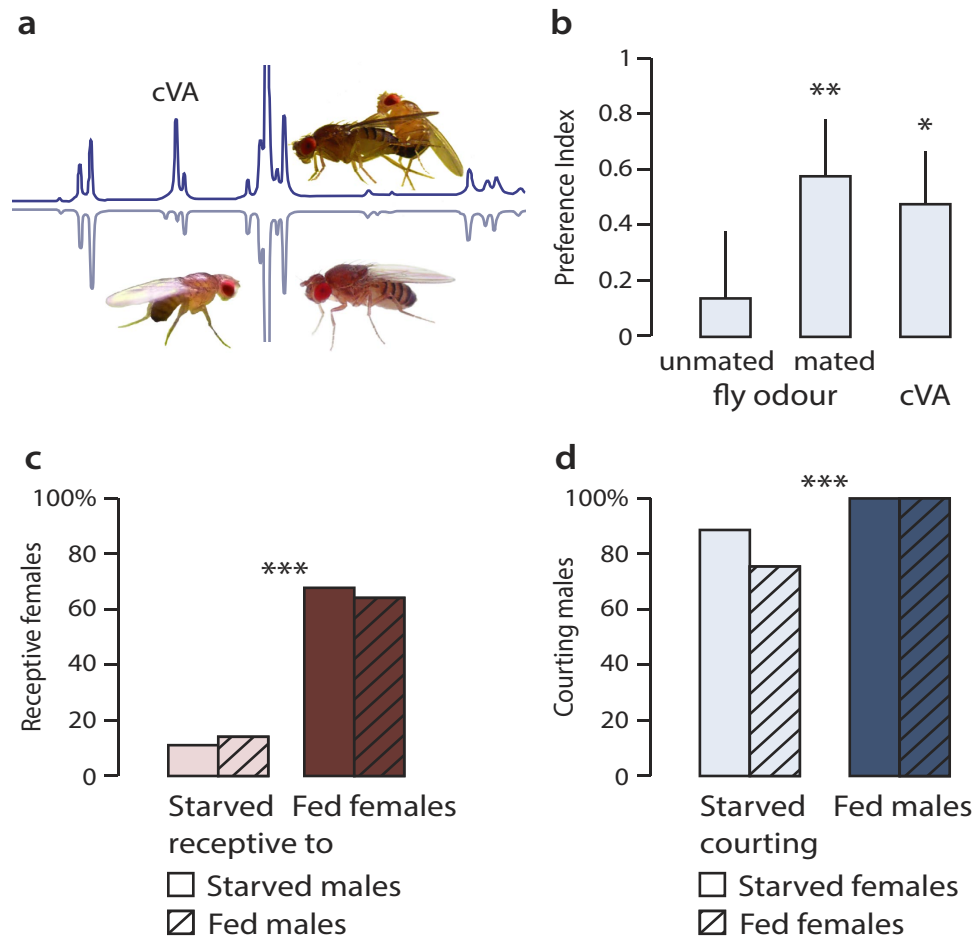 a
cVA
b
Preference Index
1
0.8
0.6
0.4
0.2
0
**
*
unmated mated
fly odour cVA
c
Receptive females
100%
80
60
40
20
0
***
Starved Fed females
receptive to
Starved males
Fed males
d
Courting males
100%
80
60
40
20
0
***
Starved Fed males
courting
Starved females
Fed females